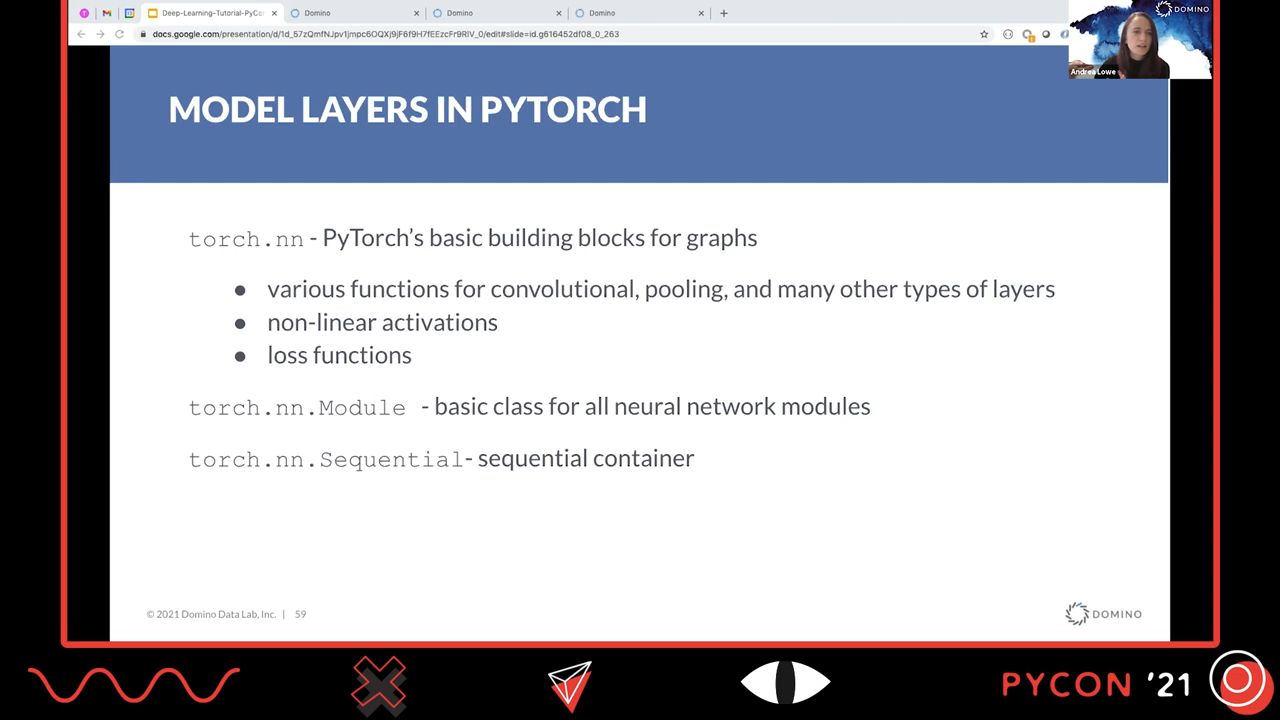 Deep-Learning-Tutorial-PyCo
Domino
Domino
Domino
docs.google.com/presentation/d/1d_57zQmfNJpv1jmpc6OQXj9jF6f9H7fEEzcFr9RlV_0/edit#slide=id.g616452df08_0_263
DOMINO
Andrea Lowe
MODEL LAYERS IN PYTORCH
torch.nn - PyTorch’s basic building blocks for graphs
● various functions for convolutional, pooling, and many other types of layers
● non-linear activations
● loss functions
torch.nn.Module - basic class for all neural network modules
torch.nn.Sequential- sequential container
© 2021 Domino Data Lab, Inc. | 59
DOMINO
PYCON ’21